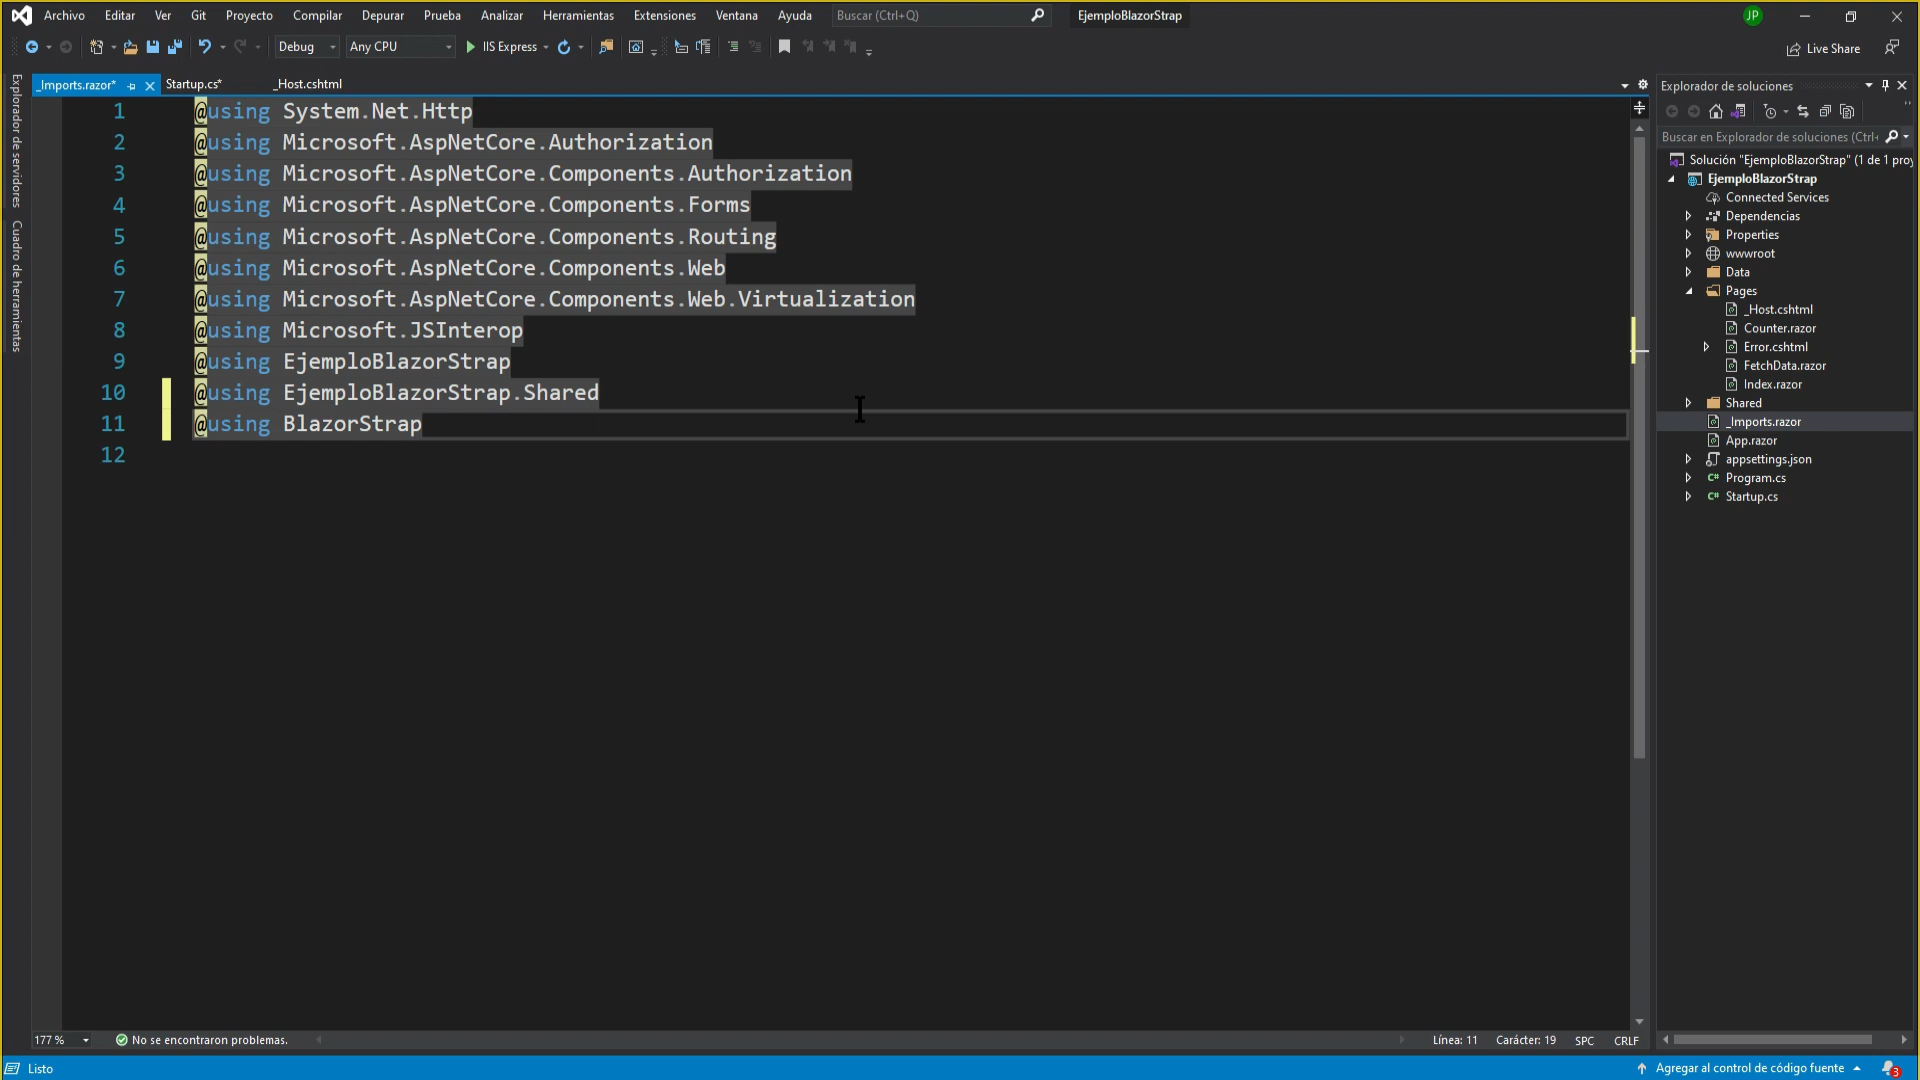 Archivo Editar Ver Git Proyecto Compilar Depurar Prueba Analizar Herramientas Extensiones Ventana Ayuda Buscar (Ctrl+Q) EjemploBlazorStrap JP
Debug Any CPU IIS Express Live Share
_Imports.razor* Startup.cs* _Host.cshtml
Explorador de servidores
Cuadro de herramientas
1 @using System.Net.Http
2 @using Microsoft.AspNetCore.Authorization
3 @using Microsoft.AspNetCore.Components.Authorization
4 @using Microsoft.AspNetCore.Components.Forms
5 @using Microsoft.AspNetCore.Components.Routing
6 @using Microsoft.AspNetCore.Components.Web
7 @using Microsoft.AspNetCore.Components.Web.Virtualization
8 @using Microsoft.JSInterop
9 @using EjemploBlazorStrap
10 @using EjemploBlazorStrap.Shared
11 @using BlazorStrap
12
Explorador de soluciones
Buscar en Explorador de soluciones (Ctrl+
Solución "EjemploBlazorStrap" (1 de 1 proy
EjemploBlazorStrap
Connected Services
Dependencias
Properties
wwwroot
Data
Pages
_Host.cshtml
Counter.razor
Error.cshtml
FetchData.razor
Index.razor
Shared
_Imports.razor
App.razor
appsettings.json
C# Program.cs
C# Startup.cs
177 % No se encontraron problemas. Línea: 11 Carácter: 19 SPC CRLF
Listo Agregar al control de código fuente 3